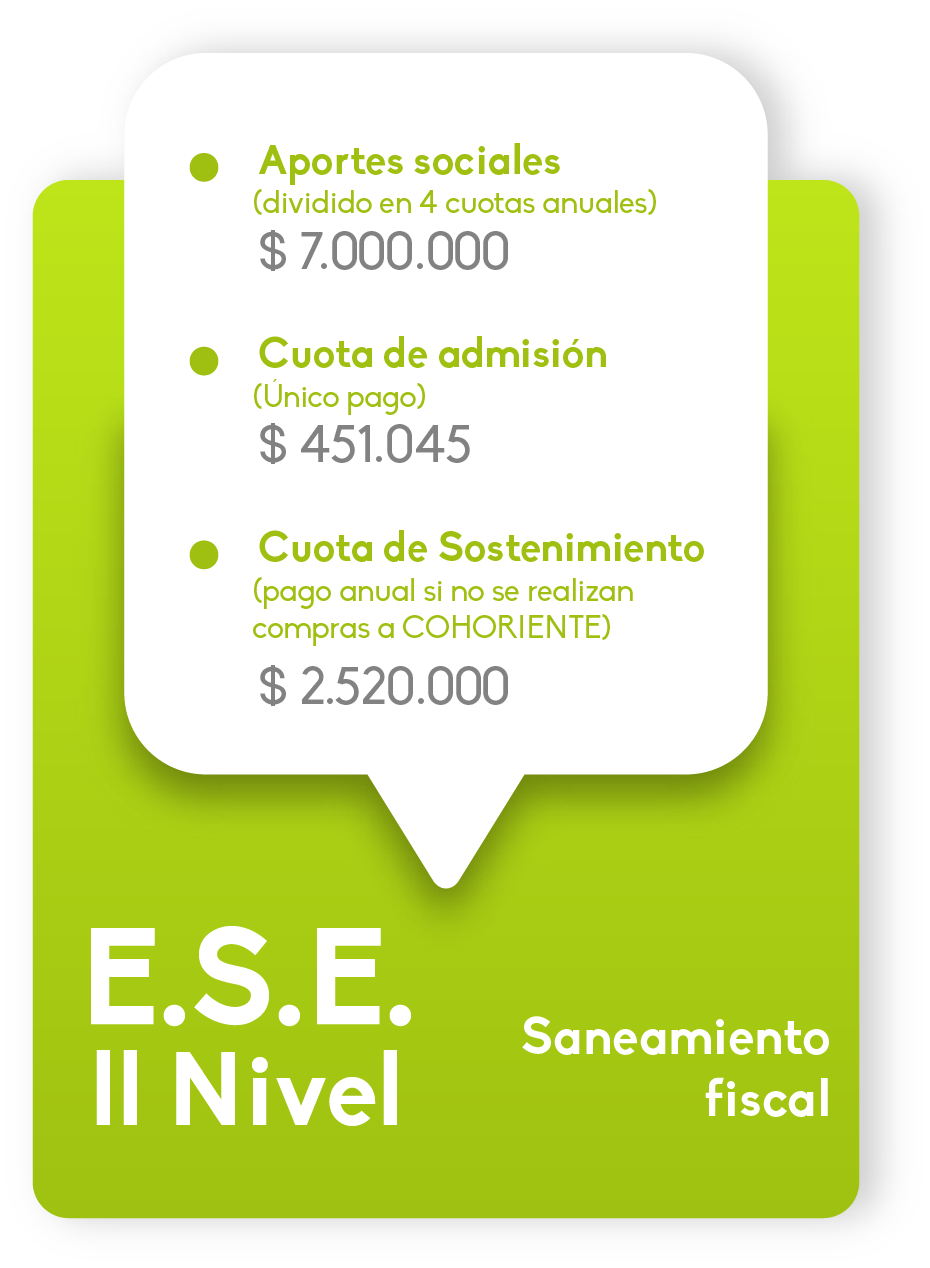 Aportes sociales
(dividido en 4 cuotas anuales)
$ 7.000.000
Cuota de admisión
(Único pago)
$ 451.045
Cuota de Sostenimiento
(pago anual si no se realizan
compras a COHORIENTE)
$ 2.520.000
E.S.E.
II Nivel
Saneamiento
fiscal